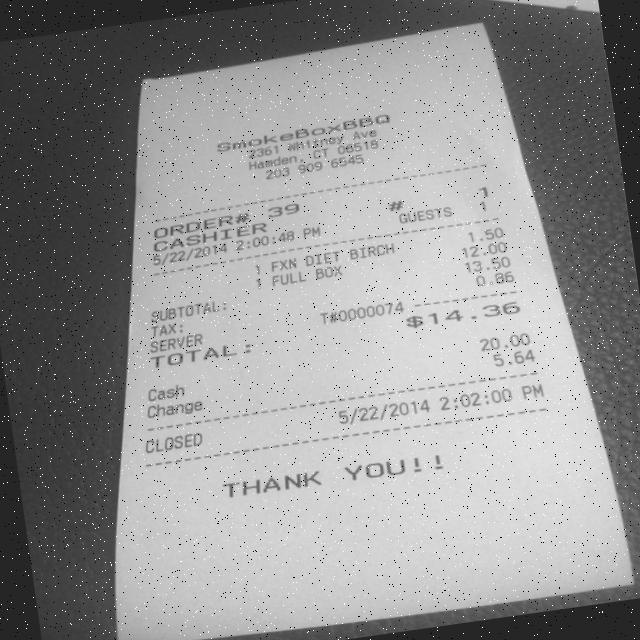 SmokeBoxBBQ
2361 Whitney Ave
Hamden, CT 06518
203 909 6545
ORDER#. 39 # 1
CASHIER GUESTS 1
5/22/2014 2:00:48 PM
1 FXN DIET BIRCH 1.50
1 FULL BOX 12.00
SUBTOTAL: 13.50
TAX: 0.86
SERVER T#0000074
TOTAL: $14.36
Cash 20.00
Change 5.64
CLOSED 5/22/2014 2:02:00 PM
THANK YOU!!